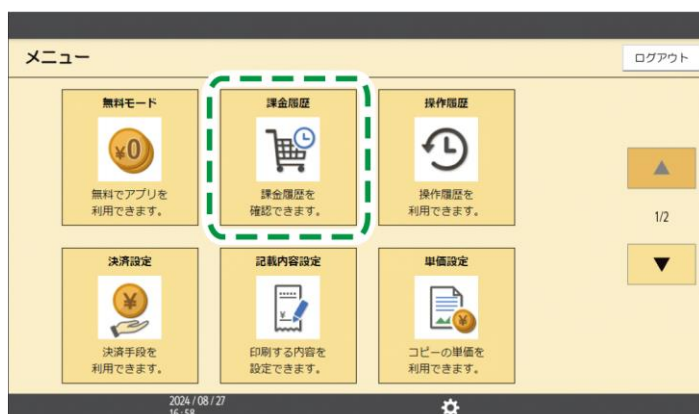 メニュー
ログアウト
無料モード
¥0
無料でアプリを
利用できます。
課金履歴
課金履歴を
確認できます。
操作履歴
操作履歴を
利用できます。
1/2
決済設定
¥
決済手段を
利用できます。
記載内容設定
¥
印刷する内容を
設定できます。
単価設定
¥
コピーの単価を
利用できます。
2024 / 08 / 27
16 : 58